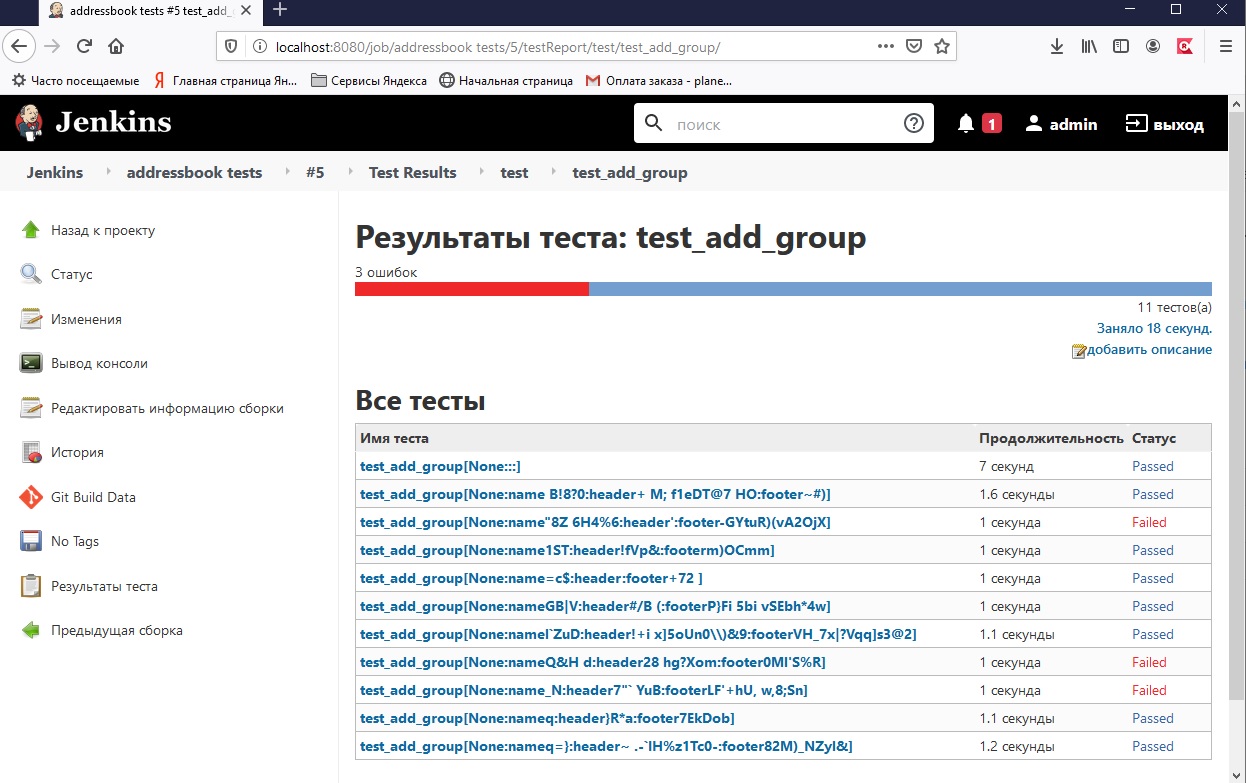 addressbook tests #5 test_add_
localhost:8080/job/addressbook tests/5/testReport/test/test_add_group/
Часто посещаемые
Главная страница Ян...
Сервисы Яндекса
Начальная страница
Оплата заказа - plane...
Jenkins
поиск
1
admin
выход
Jenkins
addressbook tests
#5
Test Results
test
test_add_group
Назад к проекту
Статус
Изменения
Вывод консоли
Редактировать информацию сборки
История
Git Build Data
No Tags
Результаты теста
Предыдущая сборка
Результаты теста: test_add_group
3 ошибок
11 тестов(а)
Заняло 18 секунд.
добавить описание
Все тесты
Имя теста Продолжительность Статус
test_add_group[None:::] 7 секунд Passed
test_add_group[None:name B!8?0:header+ M; f1eDT@7 HO:footer~#)] 1.6 секунды Passed
test_add_group[None:name"8Z 6H4%6:header':footer-GYtuR)(vA2OjX] 1 секунда Failed
test_add_group[None:name1ST:header!fVp&:footerm)OCmm] 1 секунда Passed
test_add_group[None:name=c$:header:footer+72 ] 1 секунда Passed
test_add_group[None:nameGB|V:header#/B (:footerP}Fi 5bi vSEbh*4w] 1 секунда Passed
test_add_group[None:nameI`ZuD:header!+i x]5oUn0\\)&9:footerVH_7x|?Vqq]s3@2] 1.1 секунды Passed
test_add_group[None:nameQ&H d:header28 hg?Xom:footer0Ml'S%R] 1 секунда Failed
test_add_group[None:name_N:header7"` YuB:footerLF'+hU, w,8;Sn] 1 секунда Failed
test_add_group[None:nameq:header}R*a:footer7EkDob] 1.1 секунды Passed
test_add_group[None:nameq=}:header~ .-`lH%z1Tc0-:footer82M)_NZyI&] 1.2 секунды Passed